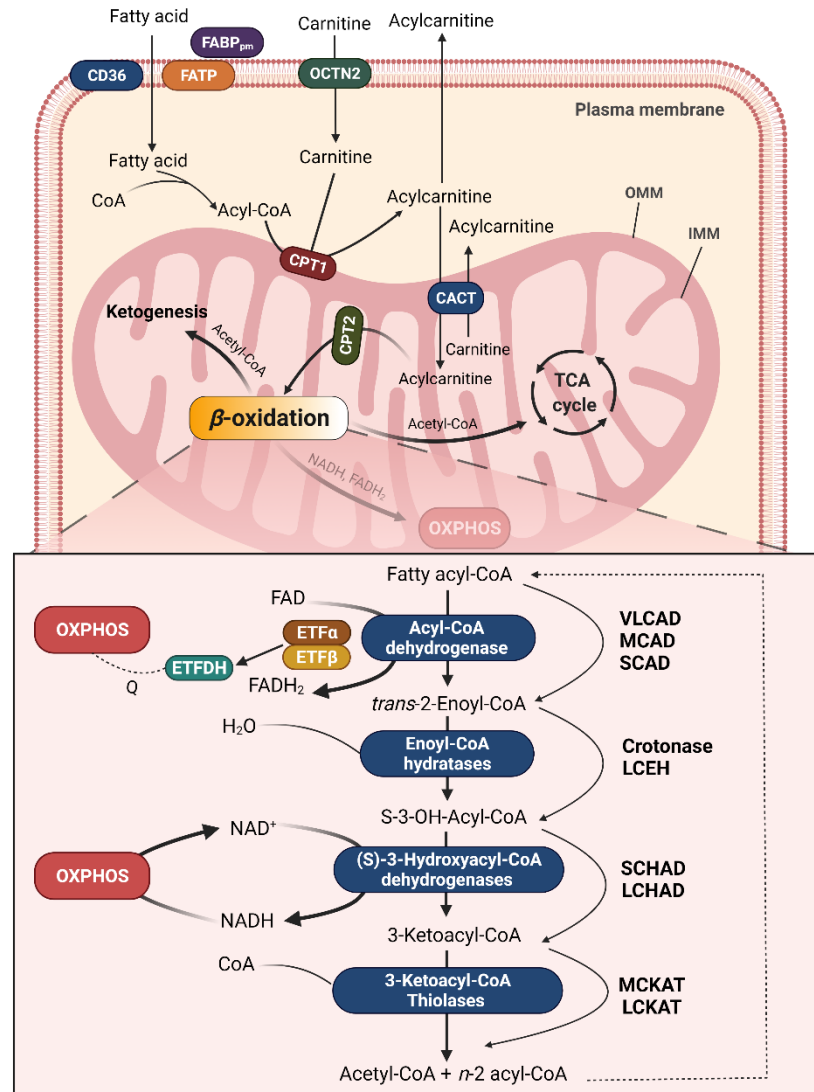 Fatty acid
Carnitine
Acylcarnitine
FABPpm
CD36
FATP
OCTN2
Plasma membrane
Fatty acid
Carnitine
CoA
Acyl-CoA
Acylcarnitine
Acylcarnitine
OMM
IMM
CPT1
CACT
Ketogenesis
Acetyl-CoA
CPT2
Carnitine
Acylcarnitine
TCA
cycle
β-oxidation
Acetyl-CoA
NADH, FADH₂
OXPHOS
Fatty acyl-CoA
FAD
OXPHOS
ETFα
ETFβ
ETFDH
Q
FADH₂
Acyl-CoA
dehydrogenase
VLCAD
MCAD
SCAD
trans-2-Enoyl-CoA
H₂O
Enoyl-CoA
hydratases
Crotonase
LCEH
S-3-OH-Acyl-CoA
NAD⁺
OXPHOS
(S)-3-Hydroxyacyl-CoA
dehydrogenases
SCHAD
LCHAD
NADH
3-Ketoacyl-CoA
CoA
3-Ketoacyl-CoA
Thiolases
MCKAT
LCKAT
Acetyl-CoA + n-2 acyl-CoA